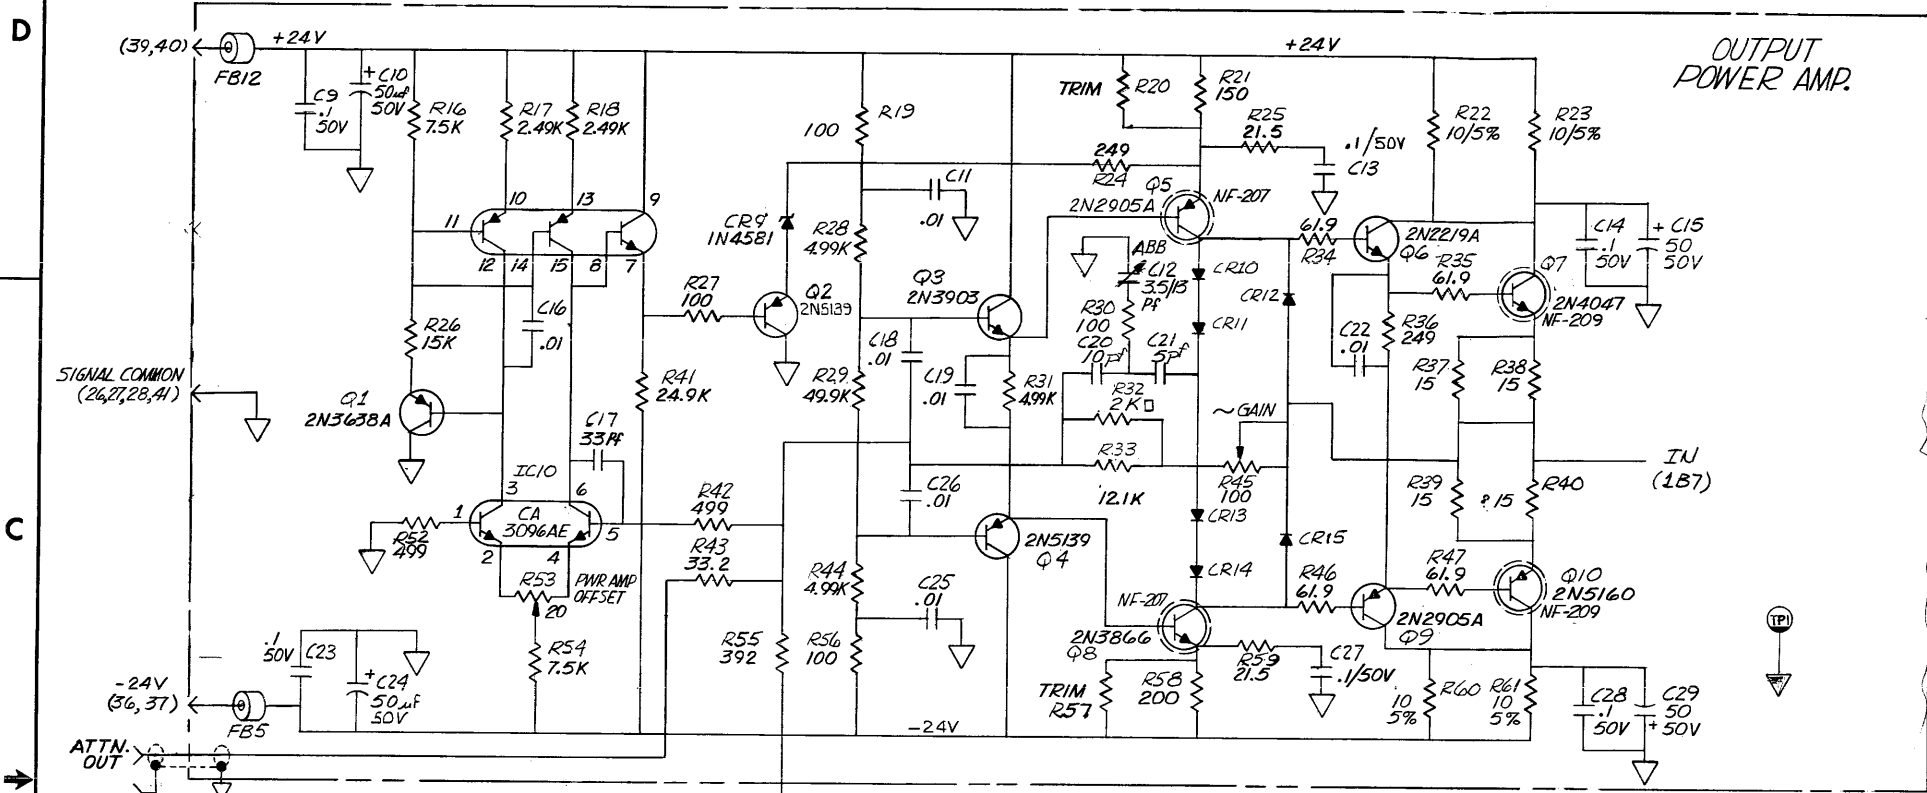 D
OUTPUT
POWER AMP.
(39,40)
FB12
+24V
+24V
C9
.1
50V
+
C10
50uf
50V
R16
7.5K
R17
2.49K
R18
2.49K
R19
100
TRIM
R20
R21
150
R25
21.5
.1/50V
C13
R22
10/5%
R23
10/5%
249
R24
10
13
9
11
12
14
15
8
7
CR9
1N4581
C11
.01
R28
4.99K
Q5
2N2905A
NF-207
61.9
R34
2N2219A
Q6
R35
61.9
Q7
2N4047
NF-209
C14
.1
50V
+
C15
50
50V
ABB
C12
3.5/13
Pf
CR10
CR12
CR11
R27
100
Q2
2N5139
Q3
2N3903
R30
100
C20
10pf
C21
5pf
R26
15K
C16
.01
C18
.01
C19
.01
R31
4.99K
C22
.01
R36
249
R37
15
R38
15
SIGNAL COMMON
(26,27,28,41)
Q1
2N3638A
R41
24.9K
R29
49.9K
R32
2K
~GAIN
C17
33Pf
R33
12.1K
R45
100
IN
(1B7)
IC10
3
6
CA
3096AE
1
5
2
4
R42
499
R43
33.2
C26
.01
R39
15
15
R40
CR13
CR15
CR14
C
R52
499
R53
20
PWR AMP
OFFSET
R54
7.5K
2N5139
Q4
R44
4.99K
C25
.01
R46
61.9
R47
61.9
Q10
2N5160
NF-209
NF-207
2N3866
Q8
2N2905A
Q9
TP1
.1
50V
C23
+
C24
50uf
50V
R55
392
R56
100
R59
21.5
C27
.1/50V
TRIM
R57
R58
200
10
5%
R60
R61
10
5%
C28
.1
50V
C29
50
+
50V
-24V
(36,37)
FB5
-24V
ATTN.
OUT